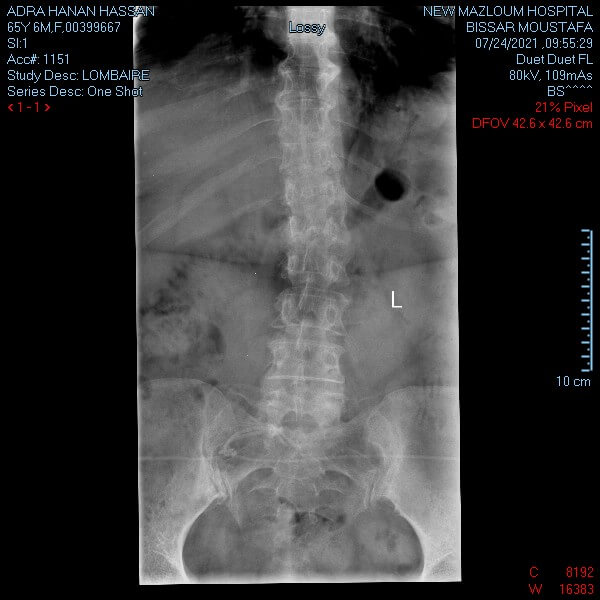 ADRA HANAN HASSAN
65Y 6M,F,00399667
SI:1
Acc#: 1151
Study Desc: LOMBAIRE
Series Desc: One Shot
< 1 - 1 >
Lossy
NEW MAZLOUM HOSPITAL
BISSAR MOUSTAFA
07/24/2021 ,09:55:29
Duet Duet FL
80kV, 109mAs
BS^^^^
21% Pixel
DFOV 42.6 x 42.6 cm
L
10 cm
C 8192
W 16383